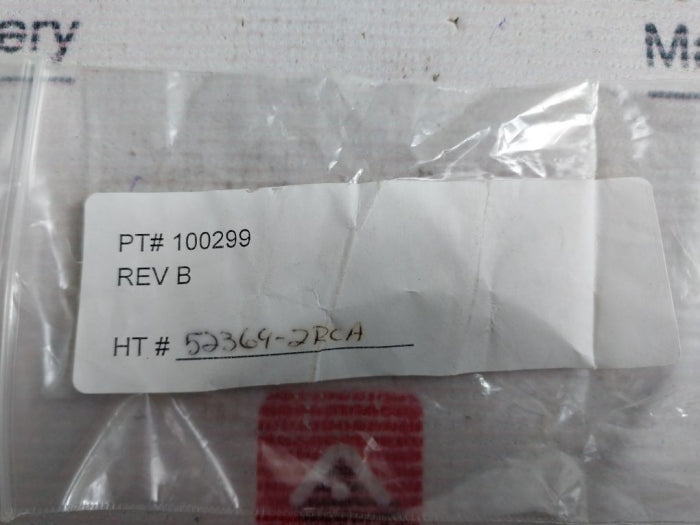 ery
Ma
PT# 100299
REV B
HT # 52369-2RCA